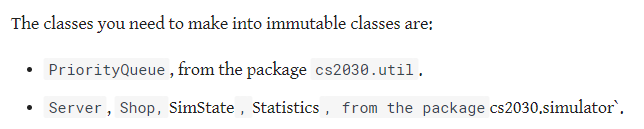 The classes you need to make into immutable classes are:
• PriorityQueue, from the package cs2030.util.
• Server, Shop, SimState, Statistics, from the package cs2030.simulator`.